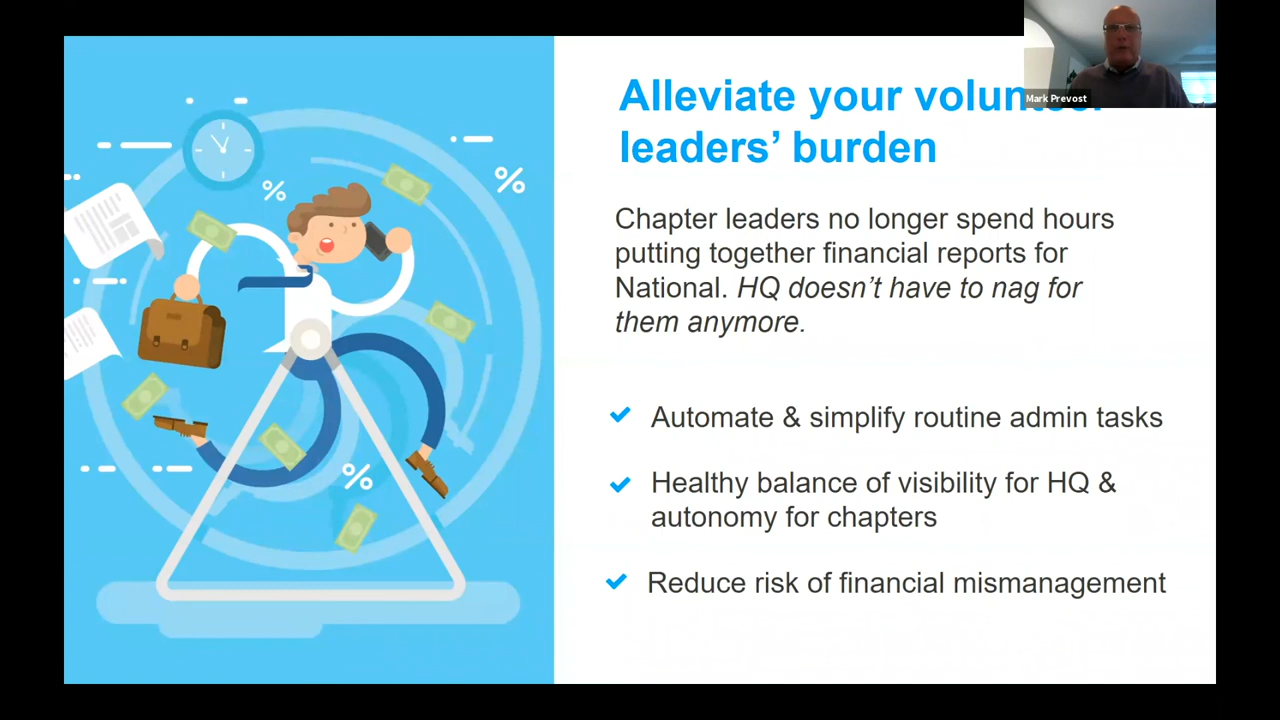 Mark Prevost
Alleviate your
leaders’ burden
Chapter leaders no longer spend hours
putting together financial reports for
National. HQ doesn’t have to nag for
them anymore.
Automate & simplify routine admin tasks
Healthy balance of visibility for HQ &
autonomy for chapters
Reduce risk of financial mismanagement
%
%
%